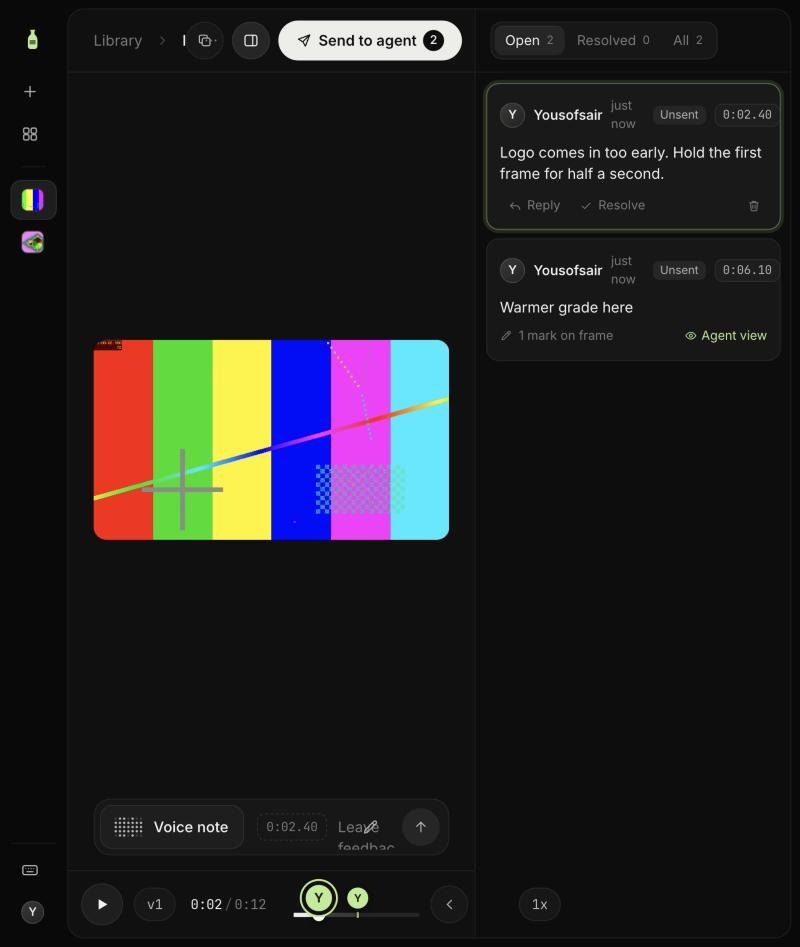 Library
Send to agent 2
Open 2 Resolved 0 All 2
Y Yousofsair just now Unsent 0:02.40
Logo comes in too early. Hold the first
frame for half a second.
Reply Resolve
Y Yousofsair just now Unsent 0:06.10
Warmer grade here
1 mark on frame Agent view
Voice note 0:02.40 Leave
feedbac
v1 0:02 / 0:12 Y Y 1x
Y